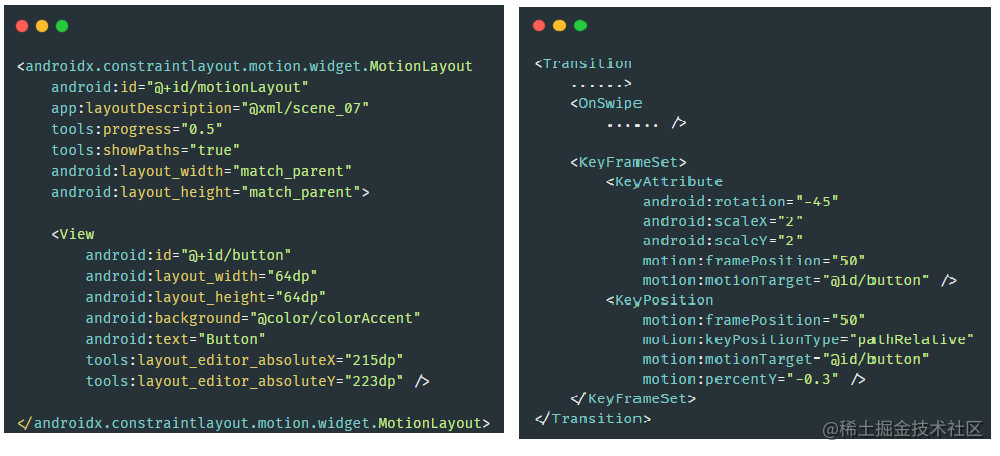 <androidx.constraintlayout.motion.widget.MotionLayout
    android:id="@+id/motionLayout"
    app:layoutDescription="@xml/scene_07"
    tools:progress="0.5"
    tools:showPaths="true"
    android:layout_width="match_parent"
    android:layout_height="match_parent">

    <View
        android:id="@+id/button"
        android:layout_width="64dp"
        android:layout_height="64dp"
        android:background="@color/colorAccent"
        android:text="Button"
        tools:layout_editor_absoluteX="215dp"
        tools:layout_editor_absoluteY="223dp" />

</androidx.constraintlayout.motion.widget.MotionLayout>
<Transition
    ......>
    <OnSwipe
        ...... />

    <KeyFrameSet>
        <KeyAttribute
            android:rotation="-45"
            android:scaleX="2"
            android:scaleY="2"
            motion:framePosition="50"
            motion:motionTarget="@id/button" />
        <KeyPosition
            motion:framePosition="50"
            motion:keyPositionType="pathRelative"
            motion:motionTarget="@id/button"
            motion:percentY="-0.3" />
    </KeyFrameSet>
</Transition>
@稀土掘金技术社区